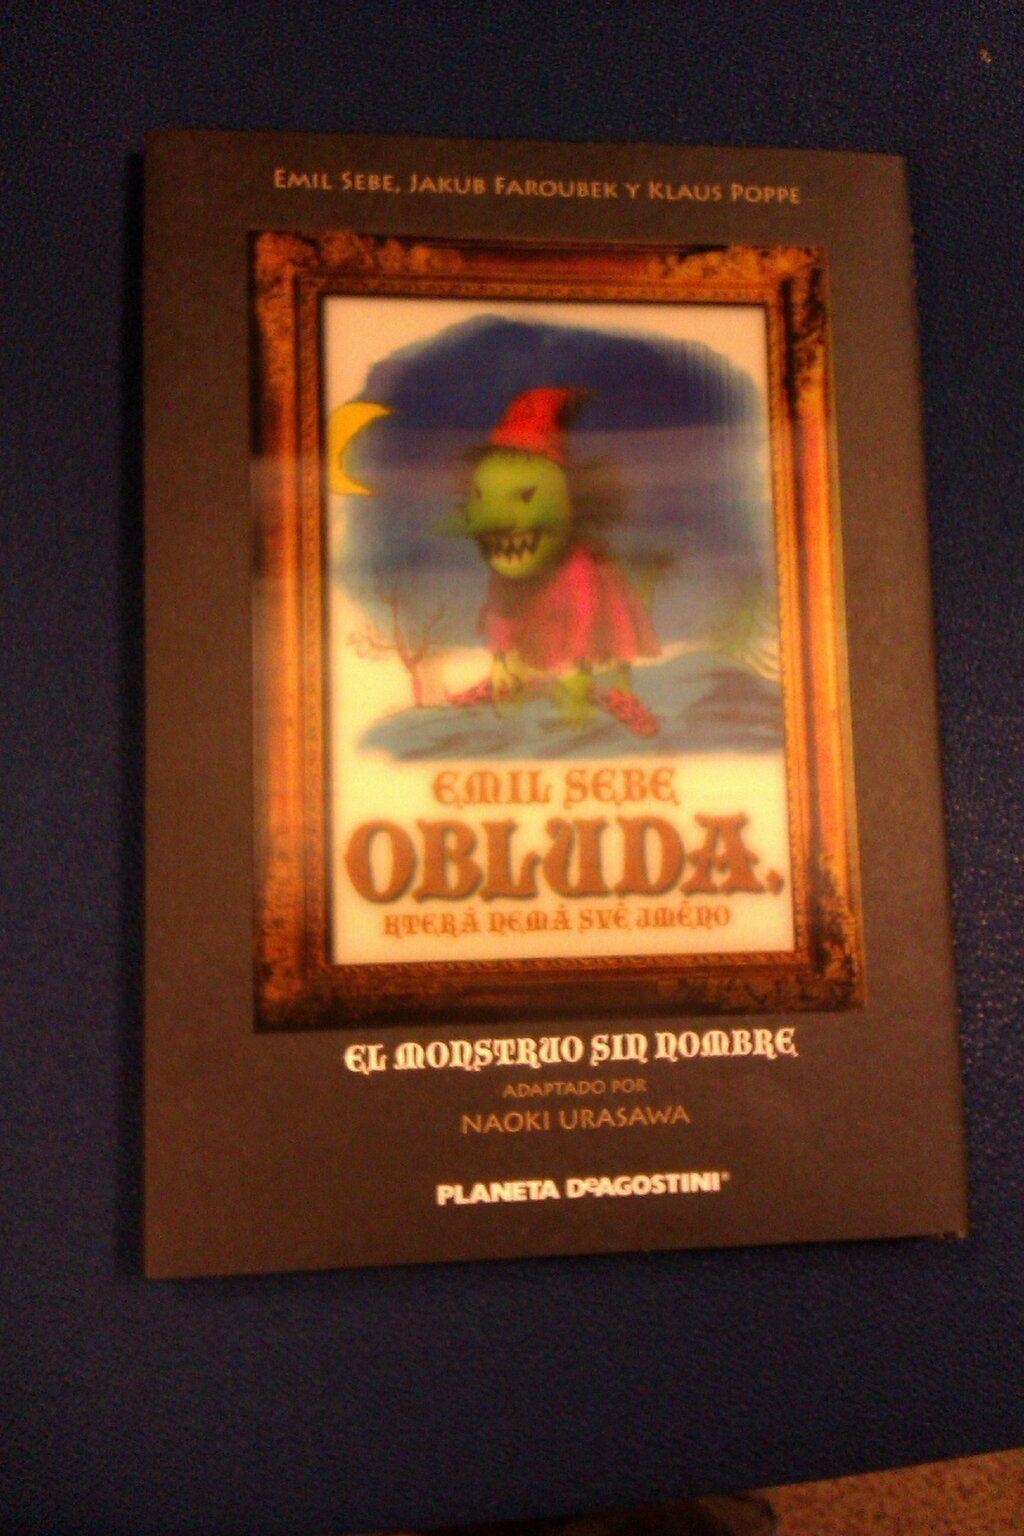 EMIL SEBE, JAKUB FAROUBEK Y KLAUS POPPE
EMIL SEBE
OBLUDA,
KTERÁ NEMÁ SVÉ JMÉNO
EL MONSTRUO SIN NOMBRE
ADAPTADO POR
NAOKI URASAWA
PLANETA DeAGOSTINI®